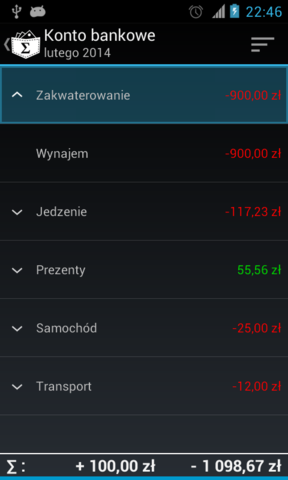 22:46
Konto bankowe
lutego 2014
Zakwaterowanie -900,00 zł
Wynajem -900,00 zł
Jedzenie -117,23 zł
Prezenty 55,56 zł
Samochód -25,00 zł
Transport -12,00 zł
Σ : + 100,00 zł - 1 098,67 zł